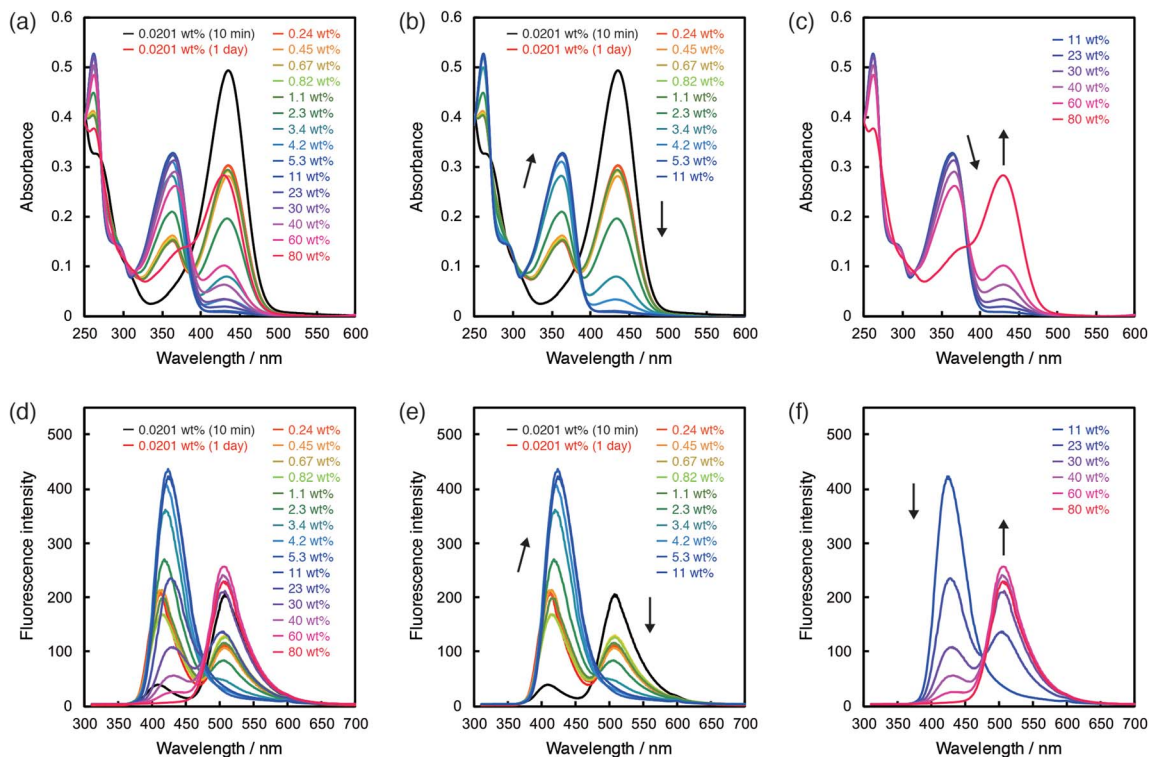 (a)
0.6
0.5
0.4
0.3
0.2
0.1
0
Absorbance
250 300 350 400 450 500 550 600
Wavelength / nm
0.0201 wt% (10 min)
0.0201 wt% (1 day)
0.24 wt%
0.45 wt%
0.67 wt%
0.82 wt%
1.1 wt%
2.3 wt%
3.4 wt%
4.2 wt%
5.3 wt%
11 wt%
23 wt%
30 wt%
40 wt%
60 wt%
80 wt%
(b)
0.6
0.5
0.4
0.3
0.2
0.1
0
Absorbance
250 300 350 400 450 500 550 600
Wavelength / nm
0.0201 wt% (10 min)
0.0201 wt% (1 day)
0.24 wt%
0.45 wt%
0.67 wt%
0.82 wt%
1.1 wt%
2.3 wt%
3.4 wt%
4.2 wt%
5.3 wt%
11 wt%
(c)
0.6
0.5
0.4
0.3
0.2
0.1
0
Absorbance
250 300 350 400 450 500 550 600
Wavelength / nm
11 wt%
23 wt%
30 wt%
40 wt%
60 wt%
80 wt%
(d)
500
400
300
200
100
0
Fluorescence intensity
300 350 400 450 500 550 600 650 700
Wavelength / nm
0.0201 wt% (10 min)
0.0201 wt% (1 day)
0.24 wt%
0.45 wt%
0.67 wt%
0.82 wt%
1.1 wt%
2.3 wt%
3.4 wt%
4.2 wt%
5.3 wt%
11 wt%
23 wt%
30 wt%
40 wt%
60 wt%
80 wt%
(e)
500
400
300
200
100
0
Fluorescence intensity
300 350 400 450 500 550 600 650 700
Wavelength / nm
0.0201 wt% (10 min)
0.0201 wt% (1 day)
0.24 wt%
0.45 wt%
0.67 wt%
0.82 wt%
1.1 wt%
2.3 wt%
3.4 wt%
4.2 wt%
5.3 wt%
11 wt%
(f)
500
400
300
200
100
0
Fluorescence intensity
300 350 400 450 500 550 600 650 700
Wavelength / nm
11 wt%
23 wt%
30 wt%
40 wt%
60 wt%
80 wt%